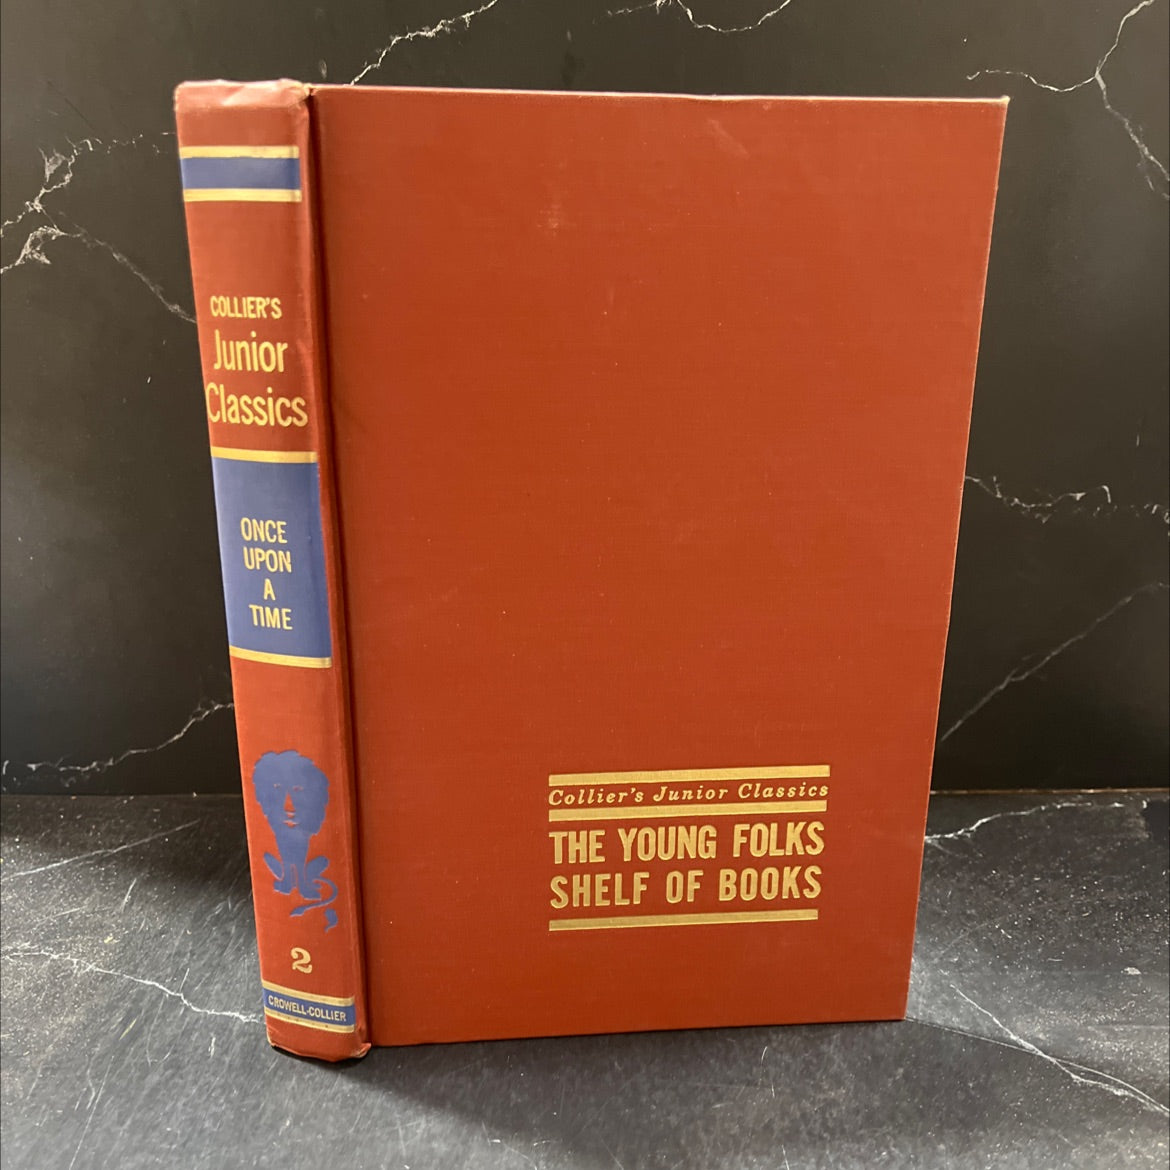 COLLIER'S
Junior
Classics
ONCE
UPON
A
TIME
2
CROWELL-COLLIER
Collier's Junior Classics
THE YOUNG FOLKS
SHELF OF BOOKS